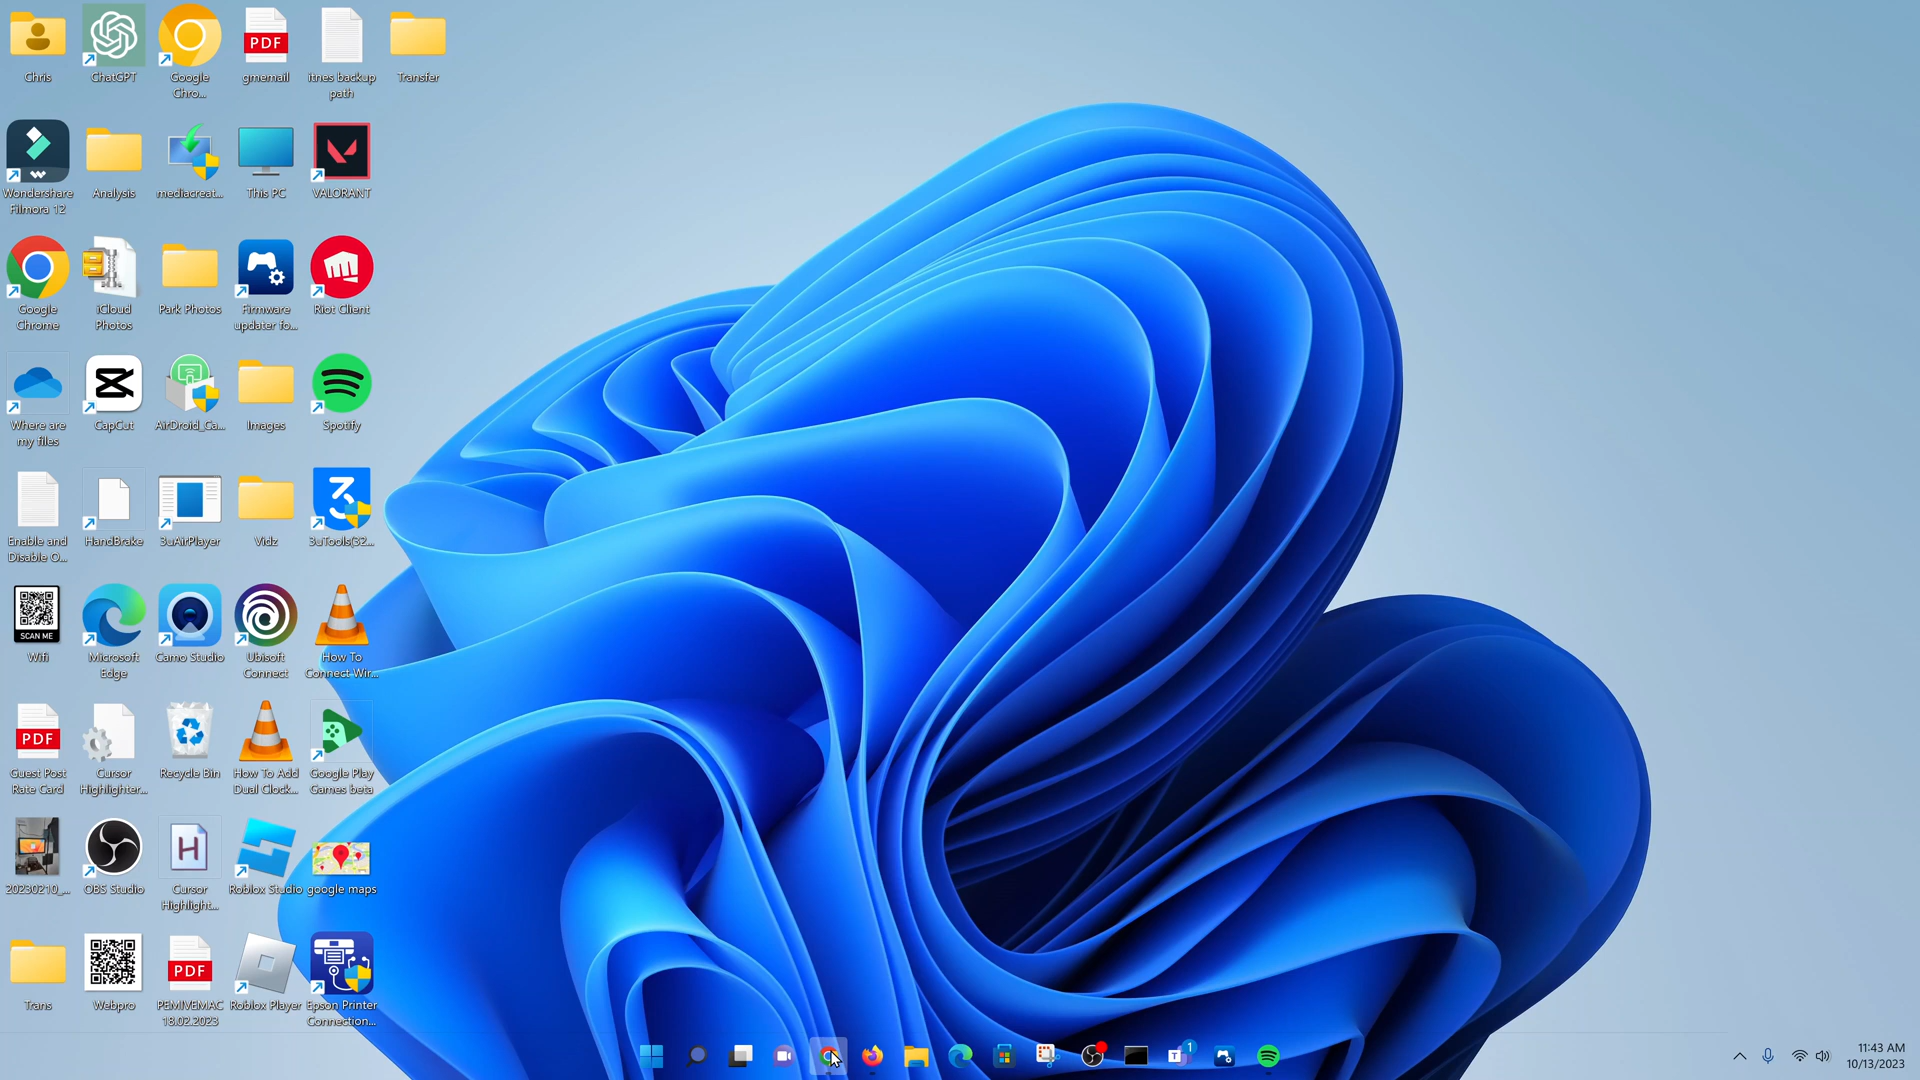 Chris
ChatGPT
Google
Chro...
PDF
gmemail
itnes backup
path
Transfer
Wondershare
Filmora 12
Analysis
mediacreat...
This PC
VALORANT
Google
Chrome
iCloud
Photos
Park Photos
Firmware
updater fo...
Riot Client
Where are
my files
CapCut
AirDroid_Ca...
Images
Spotify
Enable and
Disable O...
HandBrake
3uAirPlayer
Vidz
3uTools(32...
SCAN ME
Wifi
Microsoft
Edge
Camo Studio
Ubisoft
Connect
How To
Connect Wir...
PDF
Guest Post
Rate Card
Cursor
Highlighter...
Recycle Bin
How To Add
Dual Clock...
Google Play
Games beta
20230210_...
OBS Studio
H
Cursor
Highlight...
Roblox Studio
google maps
Trans
Webpro
PDF
PEMIVEMAC
18.02.2023
Roblox Player
Epson Printer
Connection...
T
1
11:43 AM
10/13/2023